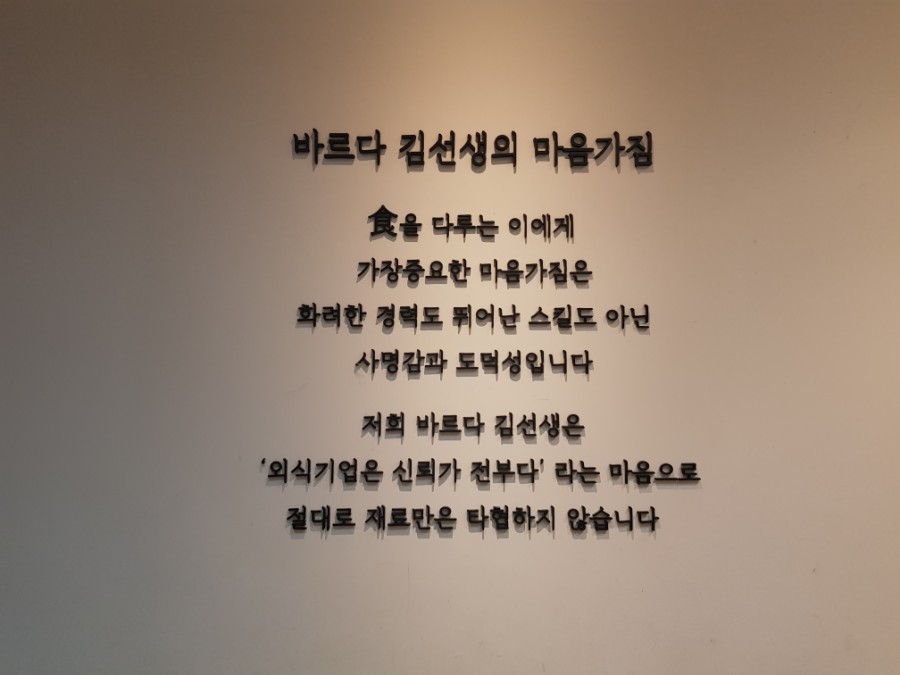 바르다 김선생의 마음가짐
食을 다루는 이에게
가장중요한 마음가짐은
화려한 경력도 뛰어난 스킬도 아닌
사명감과 도덕성입니다
저희 바르다 김선생은
'외식기업은 신뢰가 전부다' 라는 마음으로
절대로 재료만은 타협하지 않습니다